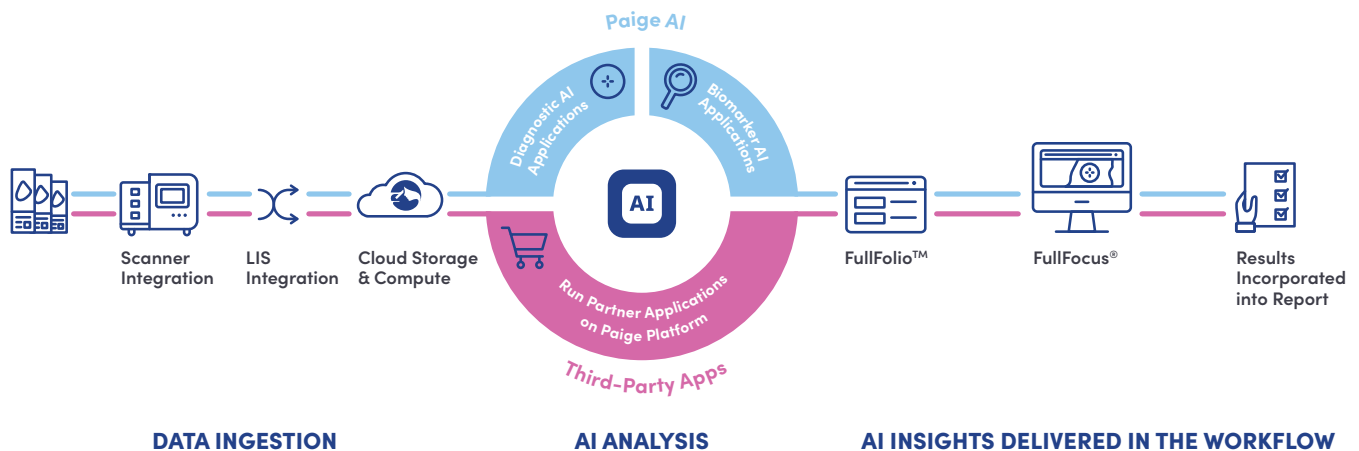 Paige AI
Diagnostic AI
Applications
Biomarker AI
Applications
AI
Scanner
Integration
LIS
Integration
Cloud Storage
& Compute
Run Partner Applications
on Paige Platform
Third-Party Apps
FullFolio™
FullFocus®
Results
Incorporated
into Report
DATA INGESTION
AI ANALYSIS
AI INSIGHTS DELIVERED IN THE WORKFLOW